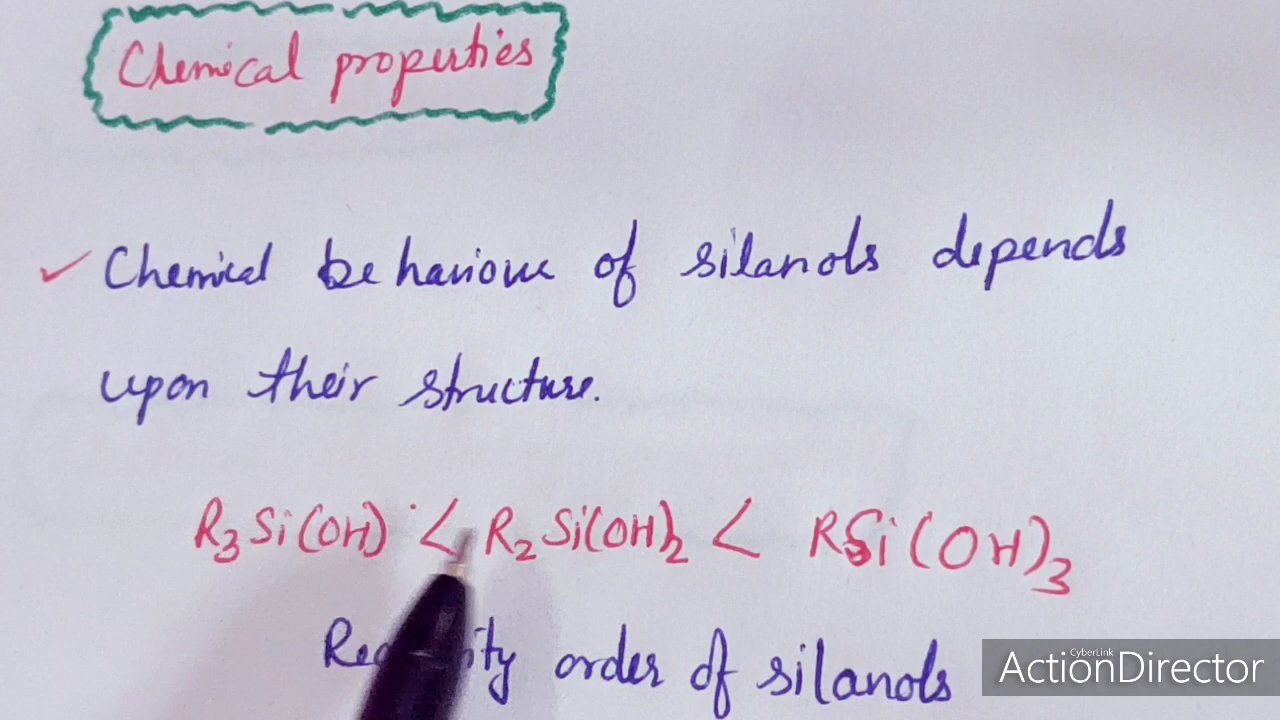 Chemical properties
✓ Chemical behaviour of silanols depends
upon their structure.
R₃Si(OH) < R₂Si(OH)₂ < RSi(OH)₃
order of silanols
CyberLink
ActionDirector